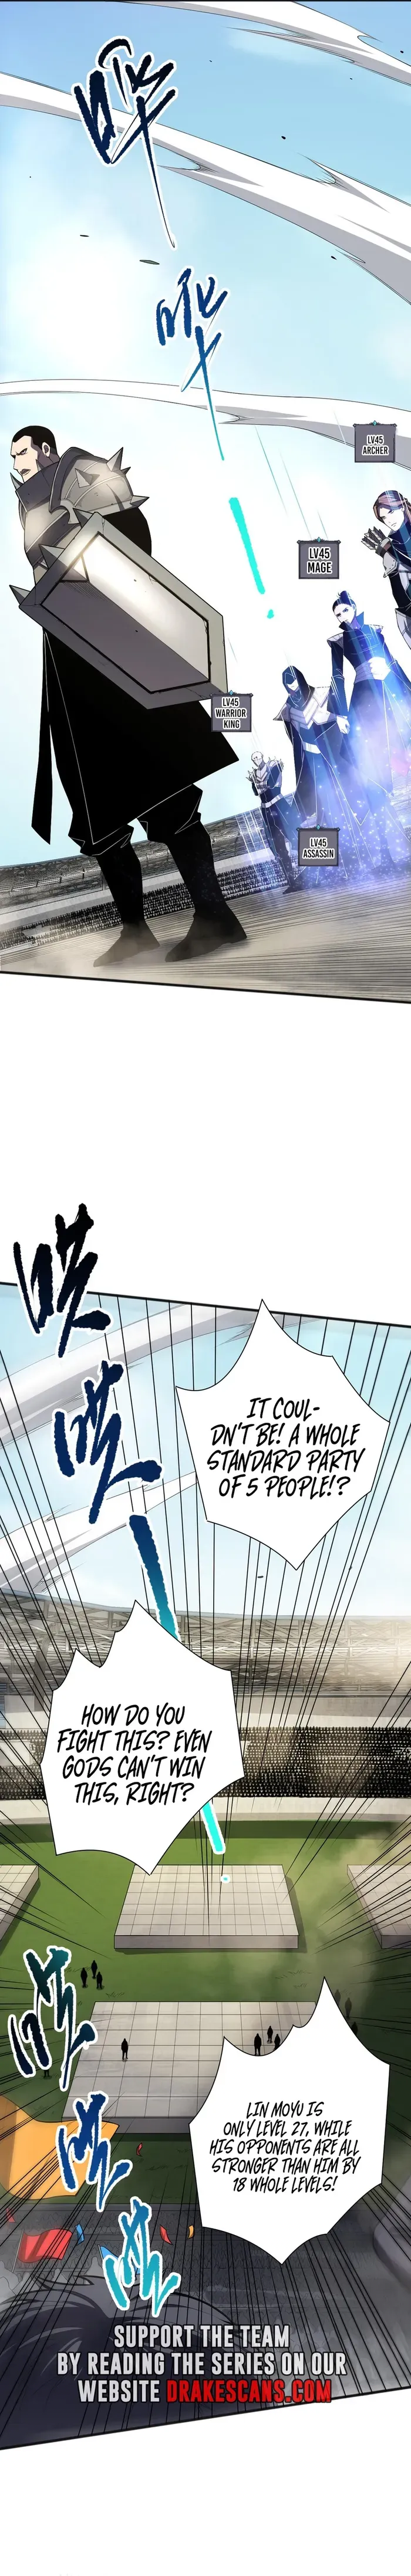 LV45
ARCHER
LV45
MAGE
LV45
WARRIOR
KING
LV45
ASSASSIN
IT COUL-
DN'T BE! A WHOLE
STANDARD PARTY
OF 5 PEOPLE!?
HOW DO YOU
FIGHT THIS? EVEN
GODS CAN'T WIN
THIS, RIGHT?
LIN MOYU IS
ONLY LEVEL 27, WHILE
HIS OPPONENTS ARE ALL
STRONGER THAN HIM BY
18 WHOLE LEVELS!
SUPPORT THE TEAM
BY READING THE SERIES ON OUR
WEBSITE DRAKESCANS.COM